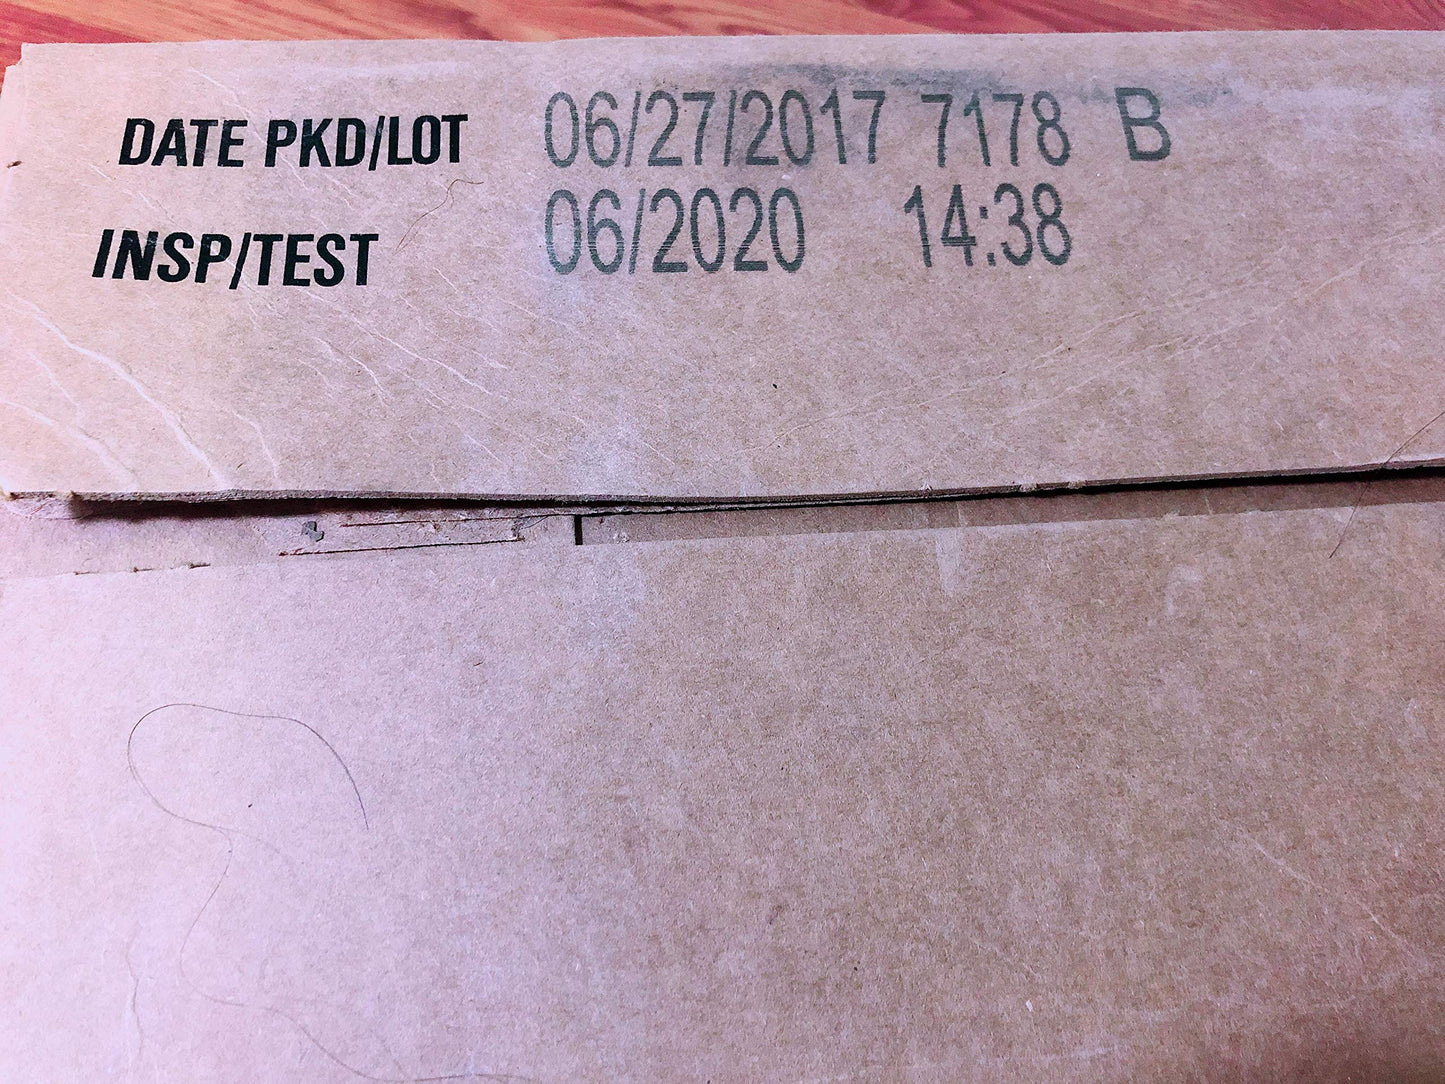 DATE PKD/LOT 06/27/2017 7178 B
INSP/TEST 06/2020 14:38